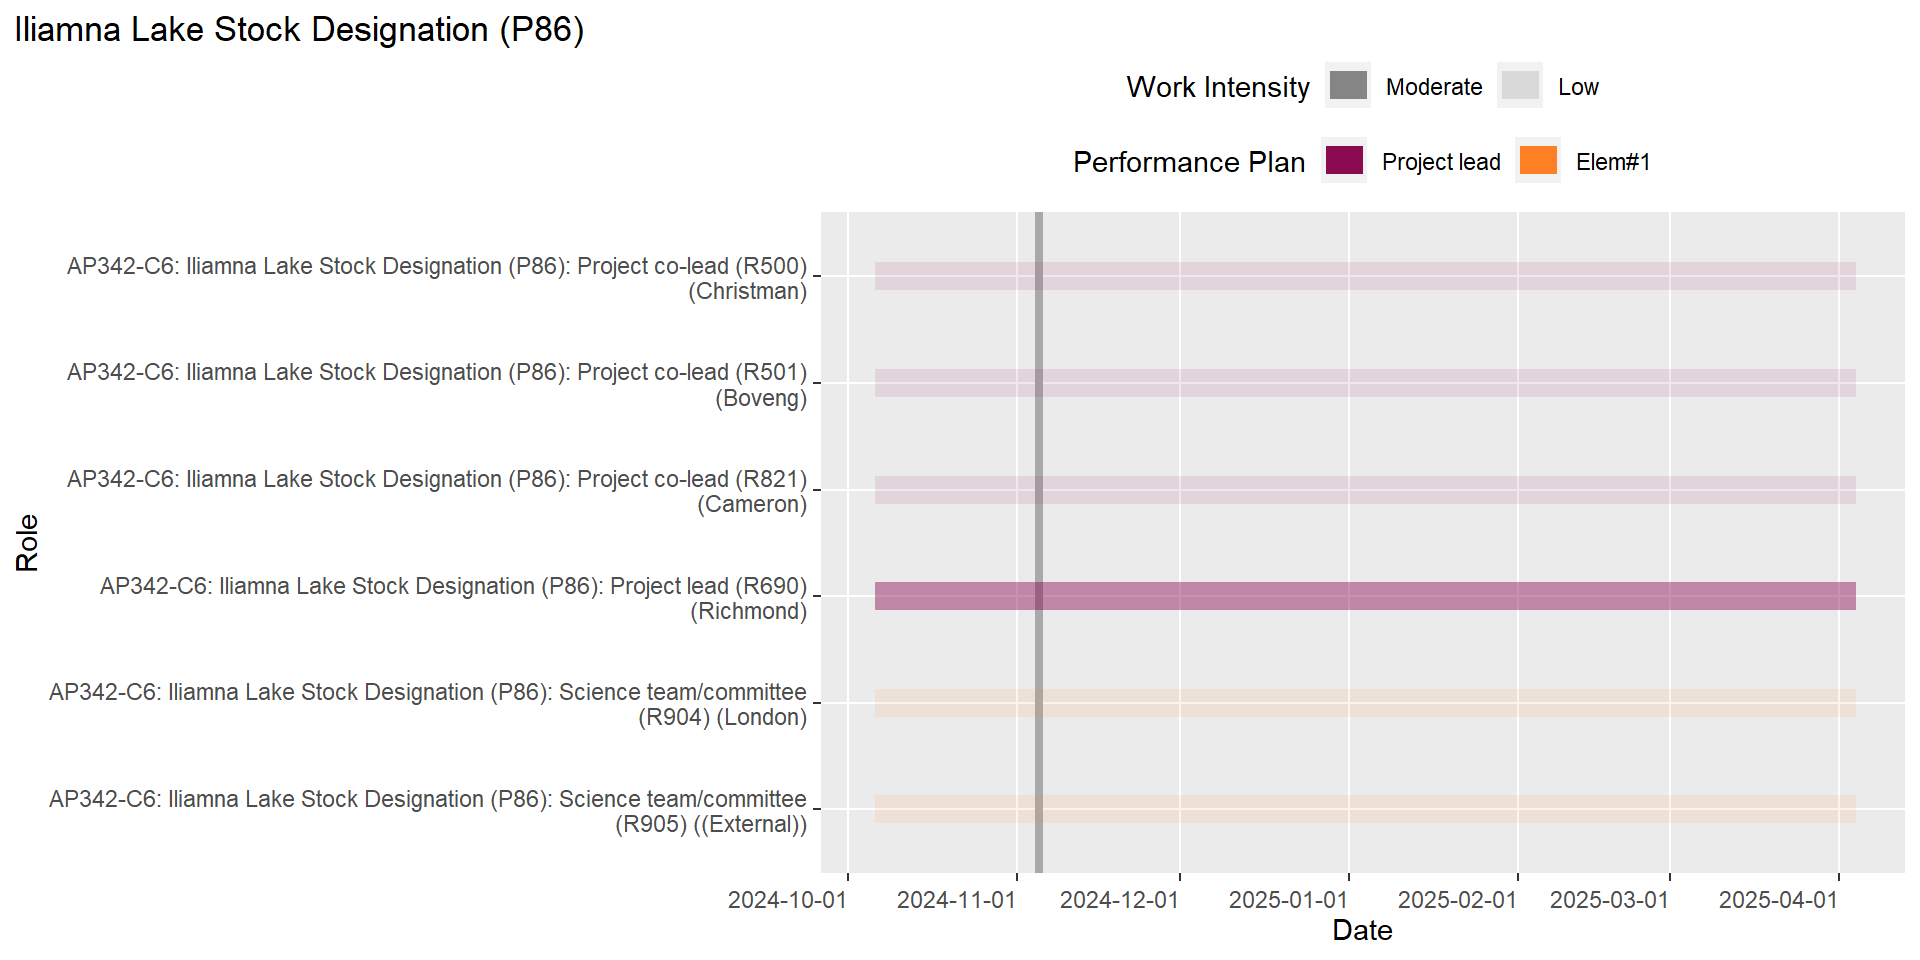 Iliamna Lake Stock Designation (P86)
Work Intensity Moderate Low
Performance Plan Project lead Elem#1
AP342-C6: Iliamna Lake Stock Designation (P86): Project co-lead (R500)
(Christman)
AP342-C6: Iliamna Lake Stock Designation (P86): Project co-lead (R501)
(Boveng)
AP342-C6: Iliamna Lake Stock Designation (P86): Project co-lead (R821)
(Cameron)
Role
AP342-C6: Iliamna Lake Stock Designation (P86): Project lead (R690)
(Richmond)
AP342-C6: Iliamna Lake Stock Designation (P86): Science team/committee
(R904) (London)
AP342-C6: Iliamna Lake Stock Designation (P86): Science team/committee
(R905) ((External))
2024-10-01 2024-11-01 2024-12-01 2025-01-01 2025-02-01 2025-03-01 2025-04-01
Date